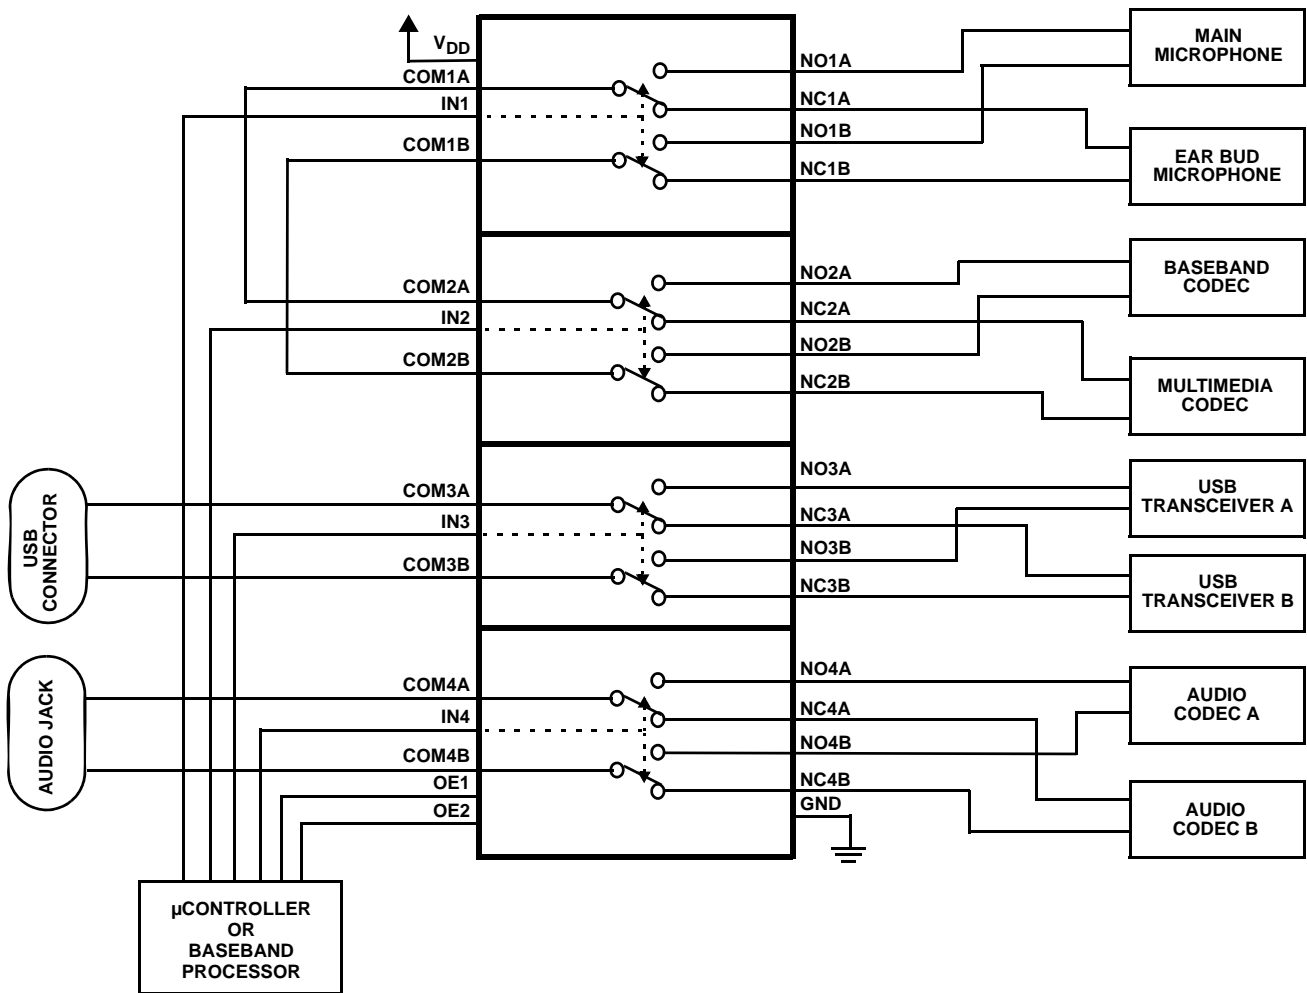 VDD
COM1A
IN1
COM1B
NO1A
NC1A
NO1B
NC1B
MAIN
MICROPHONE
EAR BUD
MICROPHONE
COM2A
IN2
COM2B
NO2A
NC2A
NO2B
NC2B
BASEBAND
CODEC
MULTIMEDIA
CODEC
USB
CONNECTOR
COM3A
IN3
COM3B
NO3A
NC3A
NO3B
NC3B
USB
TRANSCEIVER A
USB
TRANSCEIVER B
AUDIO JACK
COM4A
IN4
COM4B
OE1
OE2
NO4A
NC4A
NO4B
NC4B
GND
AUDIO
CODEC A
AUDIO
CODEC B
µCONTROLLER
OR
BASEBAND
PROCESSOR